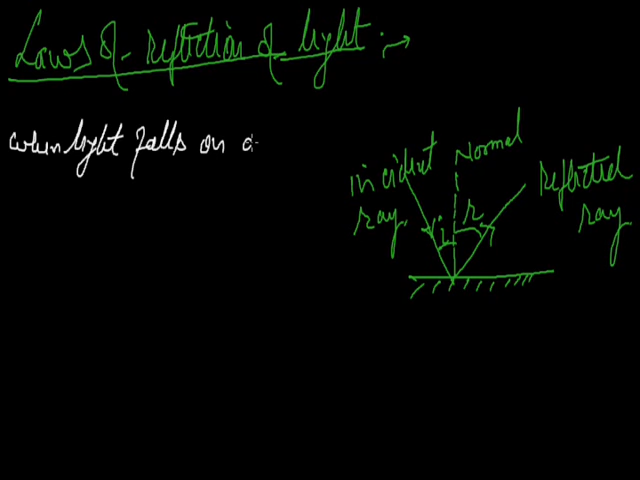 Laws of reflection of light :→
when light falls on a
incident
ray
Normal
i
r
reflected
ray